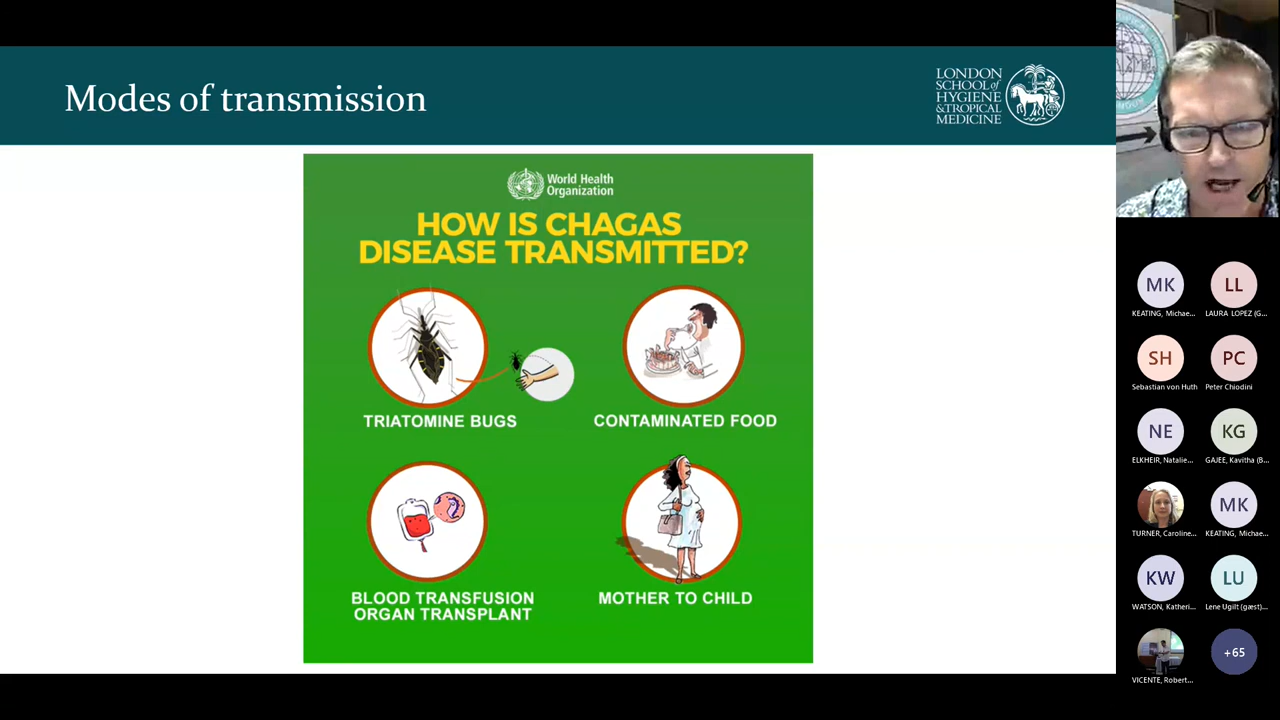 Modes of transmission
LONDON
SCHOOL of
HYGIENE
& TROPICAL
MEDICINE
World Health
Organization
HOW IS CHAGAS
DISEASE TRANSMITTED?
TRIATOMINE BUGS
CONTAMINATED FOOD
BLOOD TRANSFUSION
ORGAN TRANSPLANT
MOTHER TO CHILD
MK
LL
KEATING, Michae...
LAURA LOPEZ (G...
SH
PC
Sebastian von Huth
Peter Chiodini
NE
KG
ELKHEIR, Natalie...
GAJEE, Kavitha (B...
MK
TURNER, Caroline...
KEATING, Michae...
KW
LU
WATSON, Katheri...
Lene Ugilt (gæst)...
+65
VICENTE, Robert...